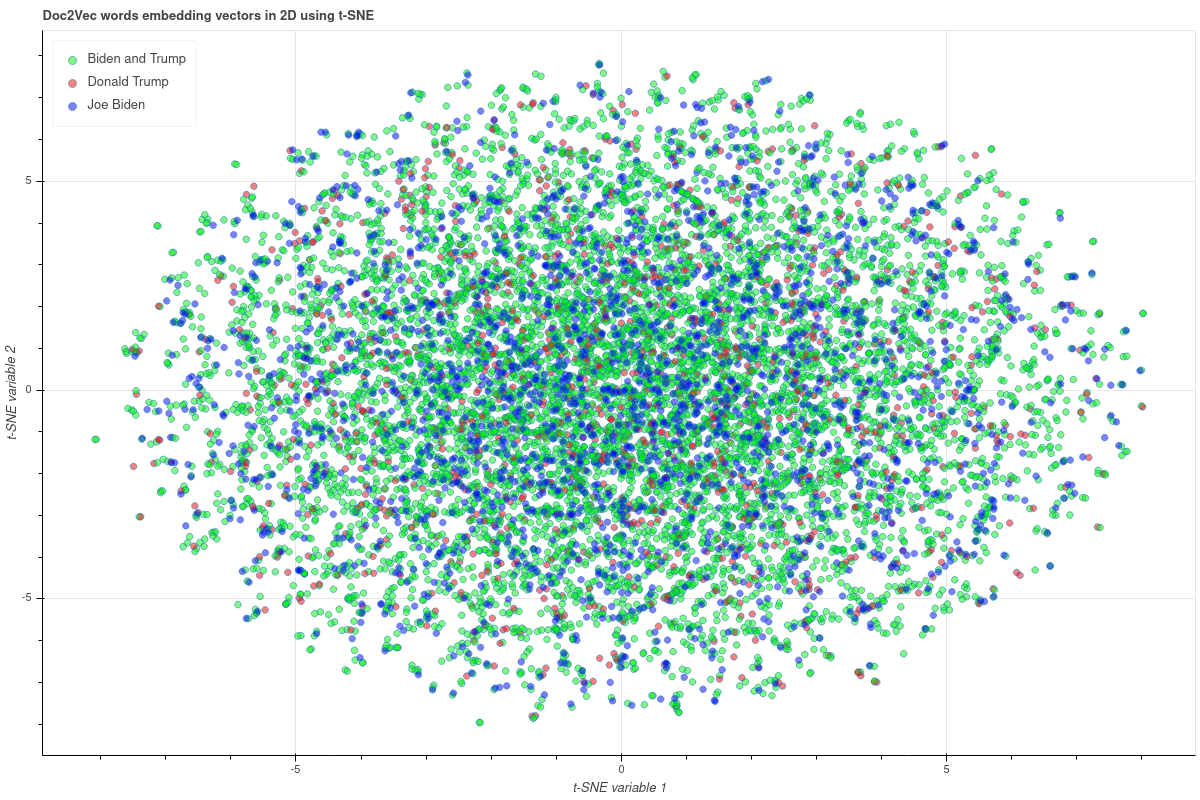 Doc2Vec words embedding vectors in 2D using t-SNE
Biden and Trump
Donald Trump
Joe Biden
5
0
-5
t-SNE variable 2
-5
0
5
t-SNE variable 1